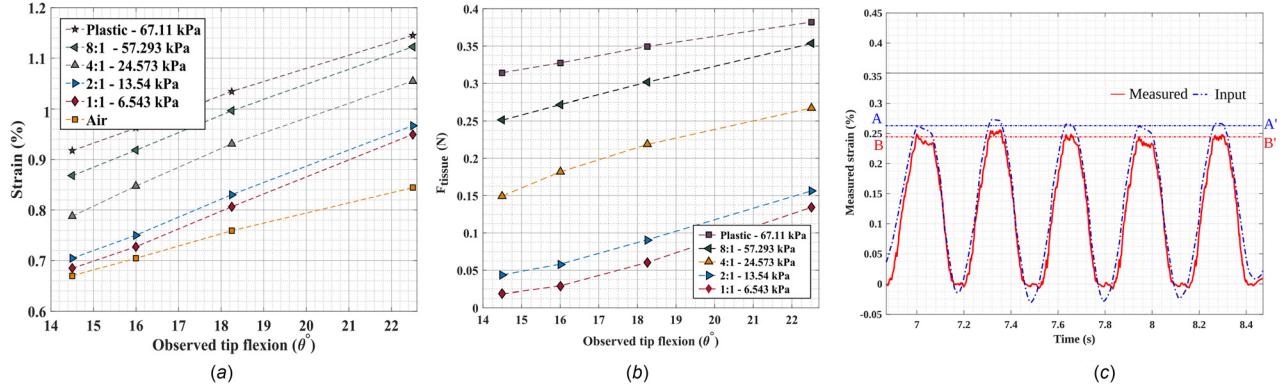 1.2
1.1
1
0.9
0.8
0.7
0.6
Strain (%)
Plastic - 67.11 kPa
8:1 - 57.293 kPa
4:1 - 24.573 kPa
2:1 - 13.54 kPa
1:1 - 6.543 kPa
Air
14 15 16 17 18 19 20 21 22
Observed tip flexion (θ°)
(a)
0.4
0.35
0.3
0.25
0.2
0.15
0.1
0.05
0
Ftissue (N)
Plastic - 67.11 kPa
8:1 - 57.293 kPa
4:1 - 24.573 kPa
2:1 - 13.54 kPa
1:1 - 6.543 kPa
14 15 16 17 18 19 20 21 22
Observed tip flexion (θ°)
(b)
0.45
0.4
0.35
0.3
0.25
0.2
0.15
0.1
0.05
0
-0.05
Measured strain (%)
Measured Input
A A'
B B'
7 7.2 7.4 7.6 7.8 8 8.2 8.4
Time (s)
(c)